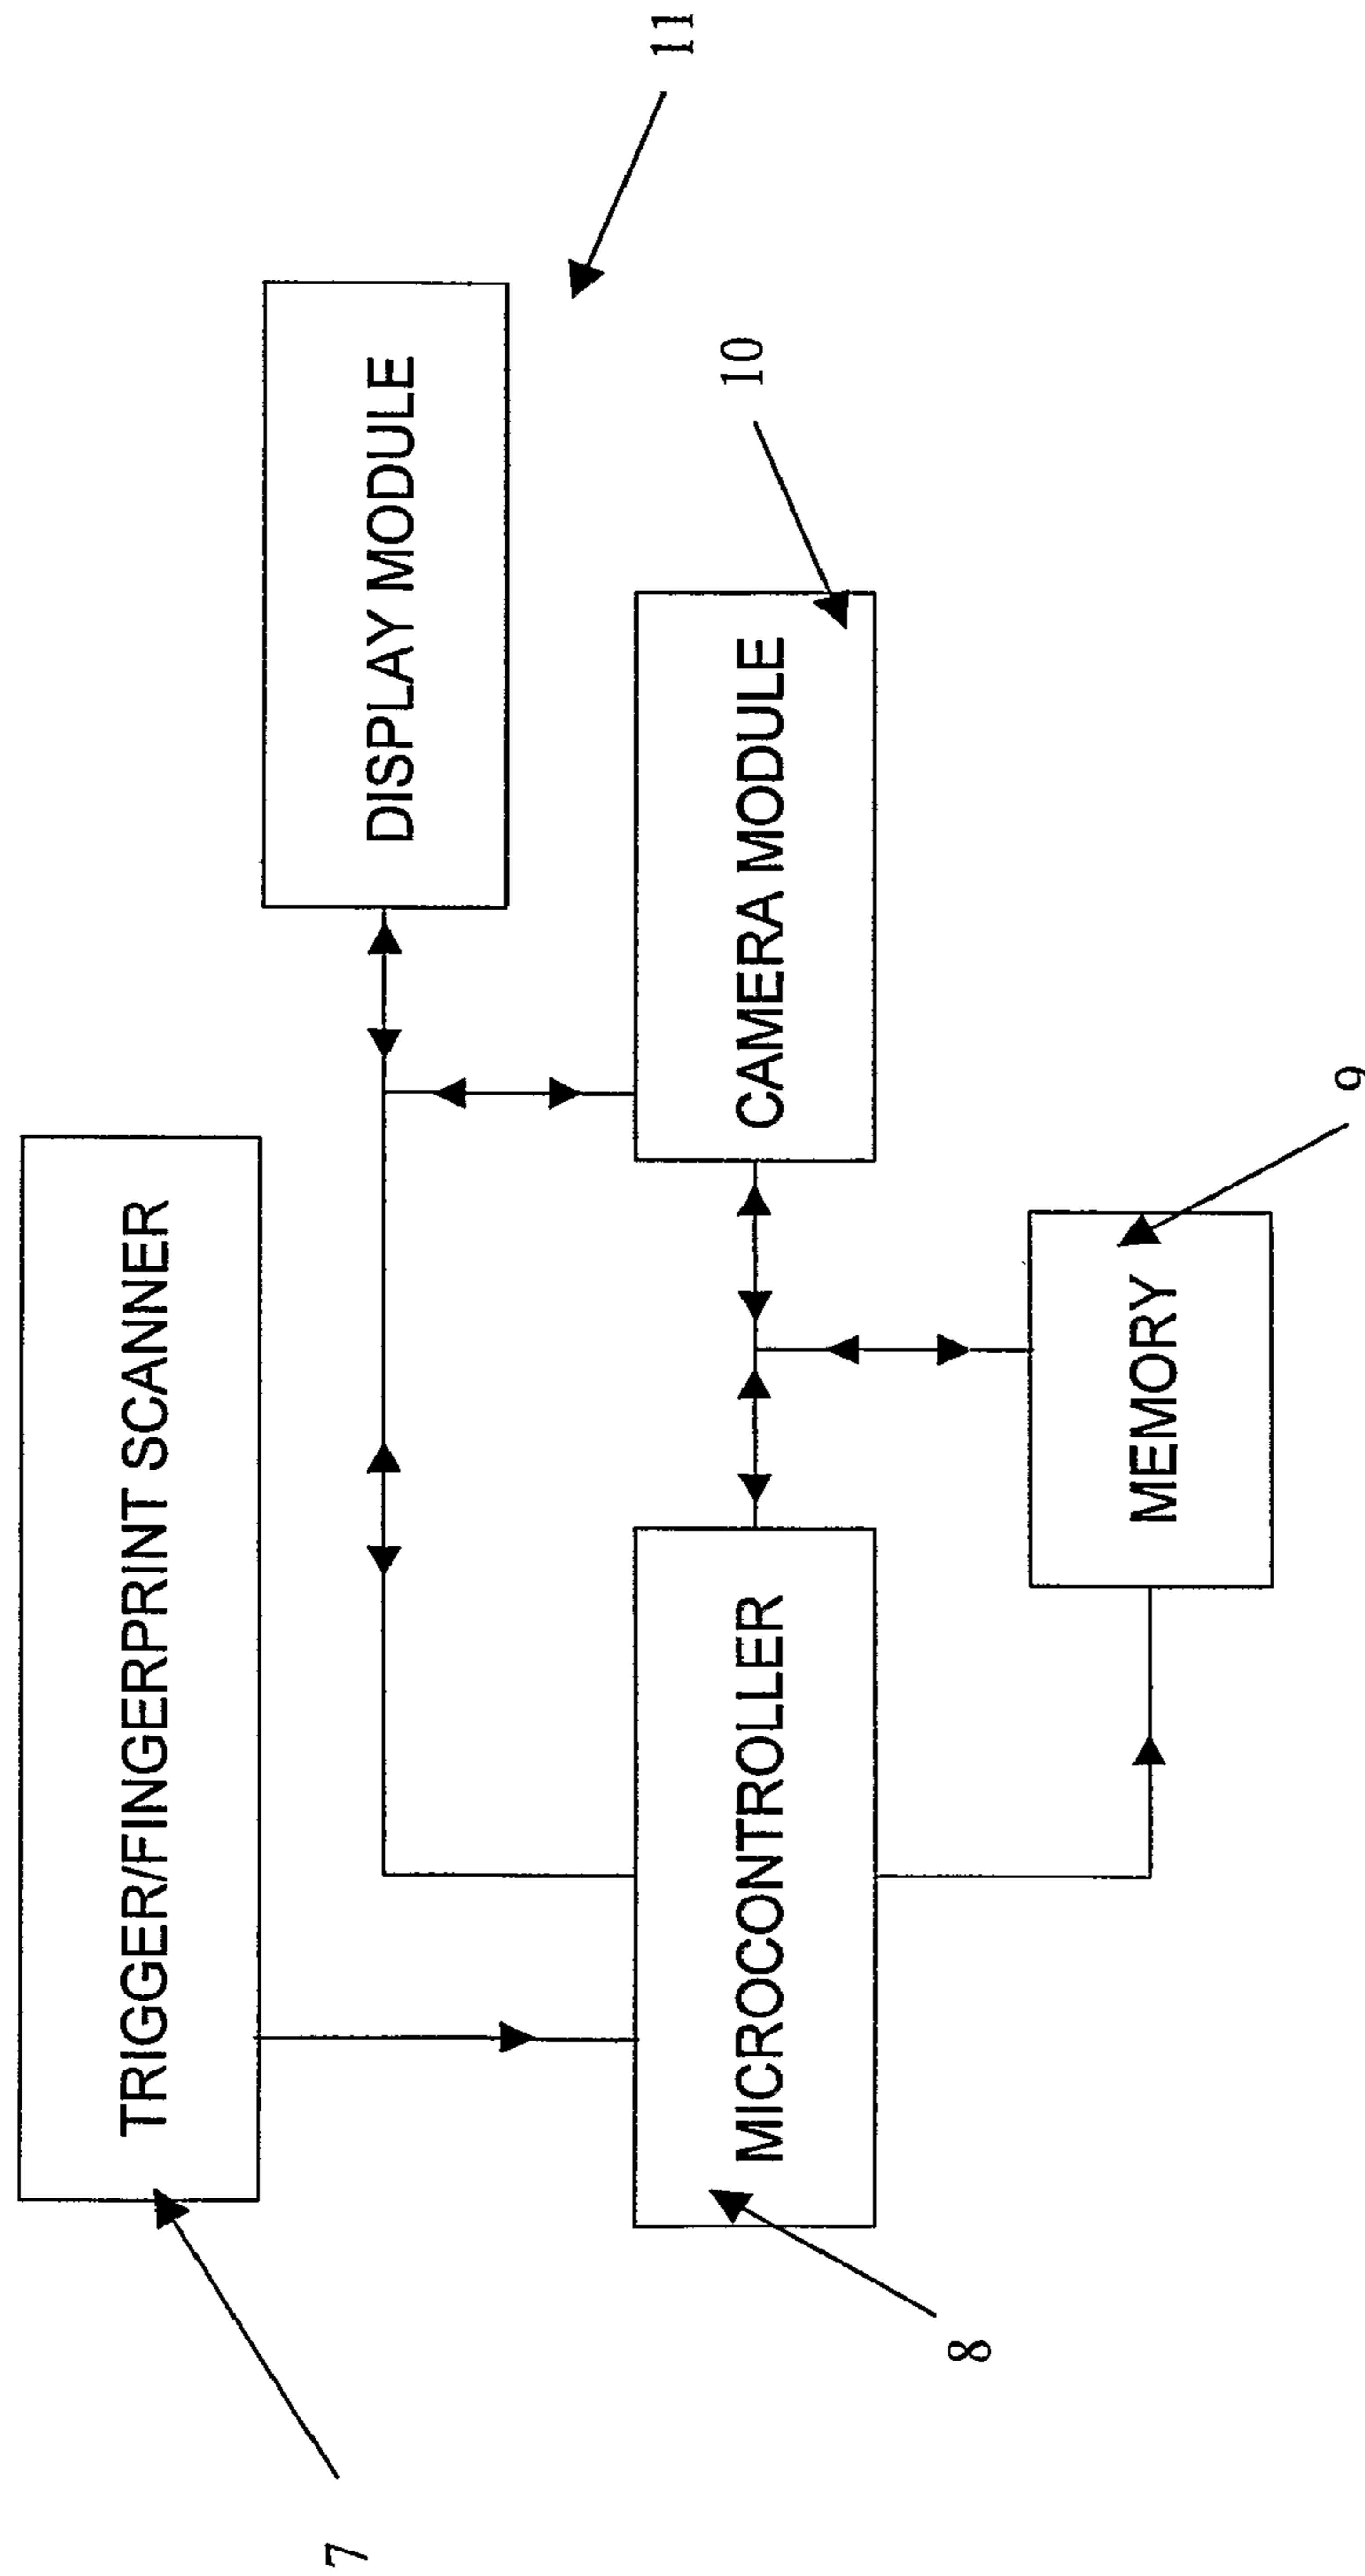 TRIGGER/FINGERPRINT SCANNER
DISPLAY MODULE
11
7
MICROCONTROLLER
CAMERA MODULE
10
8
MEMORY
9